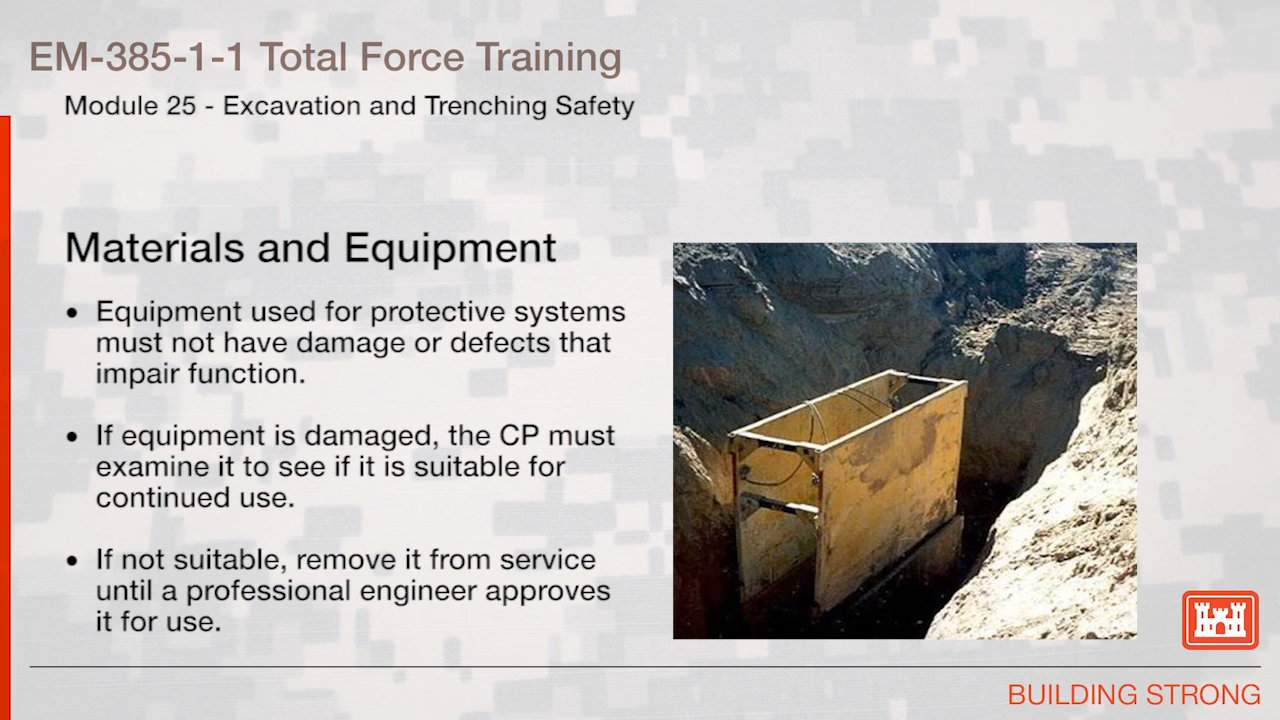 EM-385-1-1 Total Force Training
Module 25 - Excavation and Trenching Safety
Materials and Equipment
• Equipment used for protective systems
must not have damage or defects that
impair function.
• If equipment is damaged, the CP must
examine it to see if it is suitable for
continued use.
• If not suitable, remove it from service
until a professional engineer approves
it for use.
BUILDING STRONG